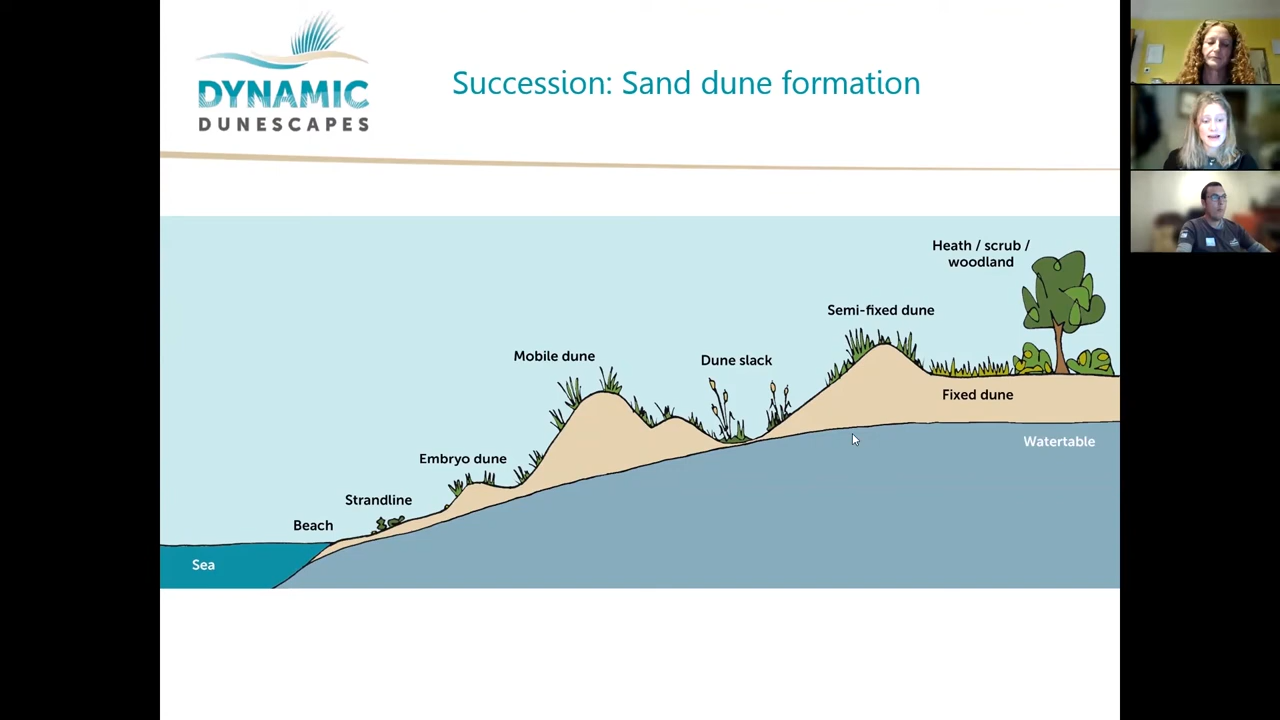 DYNAMIC
DUNESCAPES
Succession: Sand dune formation
Heath / scrub /
woodland
Semi-fixed dune
Mobile dune
Dune slack
Fixed dune
Watertable
Embryo dune
Strandline
Beach
Sea